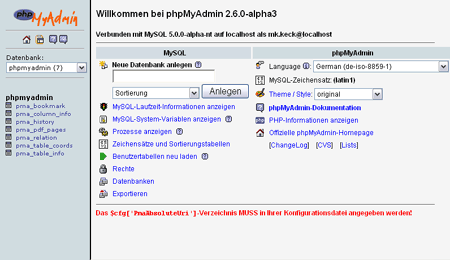 php
MyAdmin
Datenbank:
phpmyadmin (7)
phpmyadmin
pma_bookmark
pma_column_info
pma_history
pma_pdf_pages
pma_relation
pma_table_coords
pma_table_info
Willkommen bei phpMyAdmin 2.6.0-alpha3
Verbunden mit MySQL 5.0.0-alpha-nt auf localhost als mk.keck@localhost
MySQL
Neue Datenbank anlegen
Sortierung
Anlegen
MySQL-Laufzeit-Informationen anzeigen
MySQL-System-Variablen anzeigen
Prozesse anzeigen
Zeichensätze und Sortierungstabellen
Benutzertabellen neu laden
Rechte
Datenbanken
Exportieren
phpMyAdmin
Language: German (de-iso-8859-1)
MySQL-Zeichensatz (latin1)
Theme / Style: original
phpMyAdmin-Dokumentation
PHP-Informationen anzeigen
Offizielle phpMyAdmin-Homepage
[ChangeLog] [CVS] [Lists]
Das $cfg['PmaAbsoluteUri']-Verzeichnis MUSS in Ihrer Konfigurationsdatei angegeben werden!